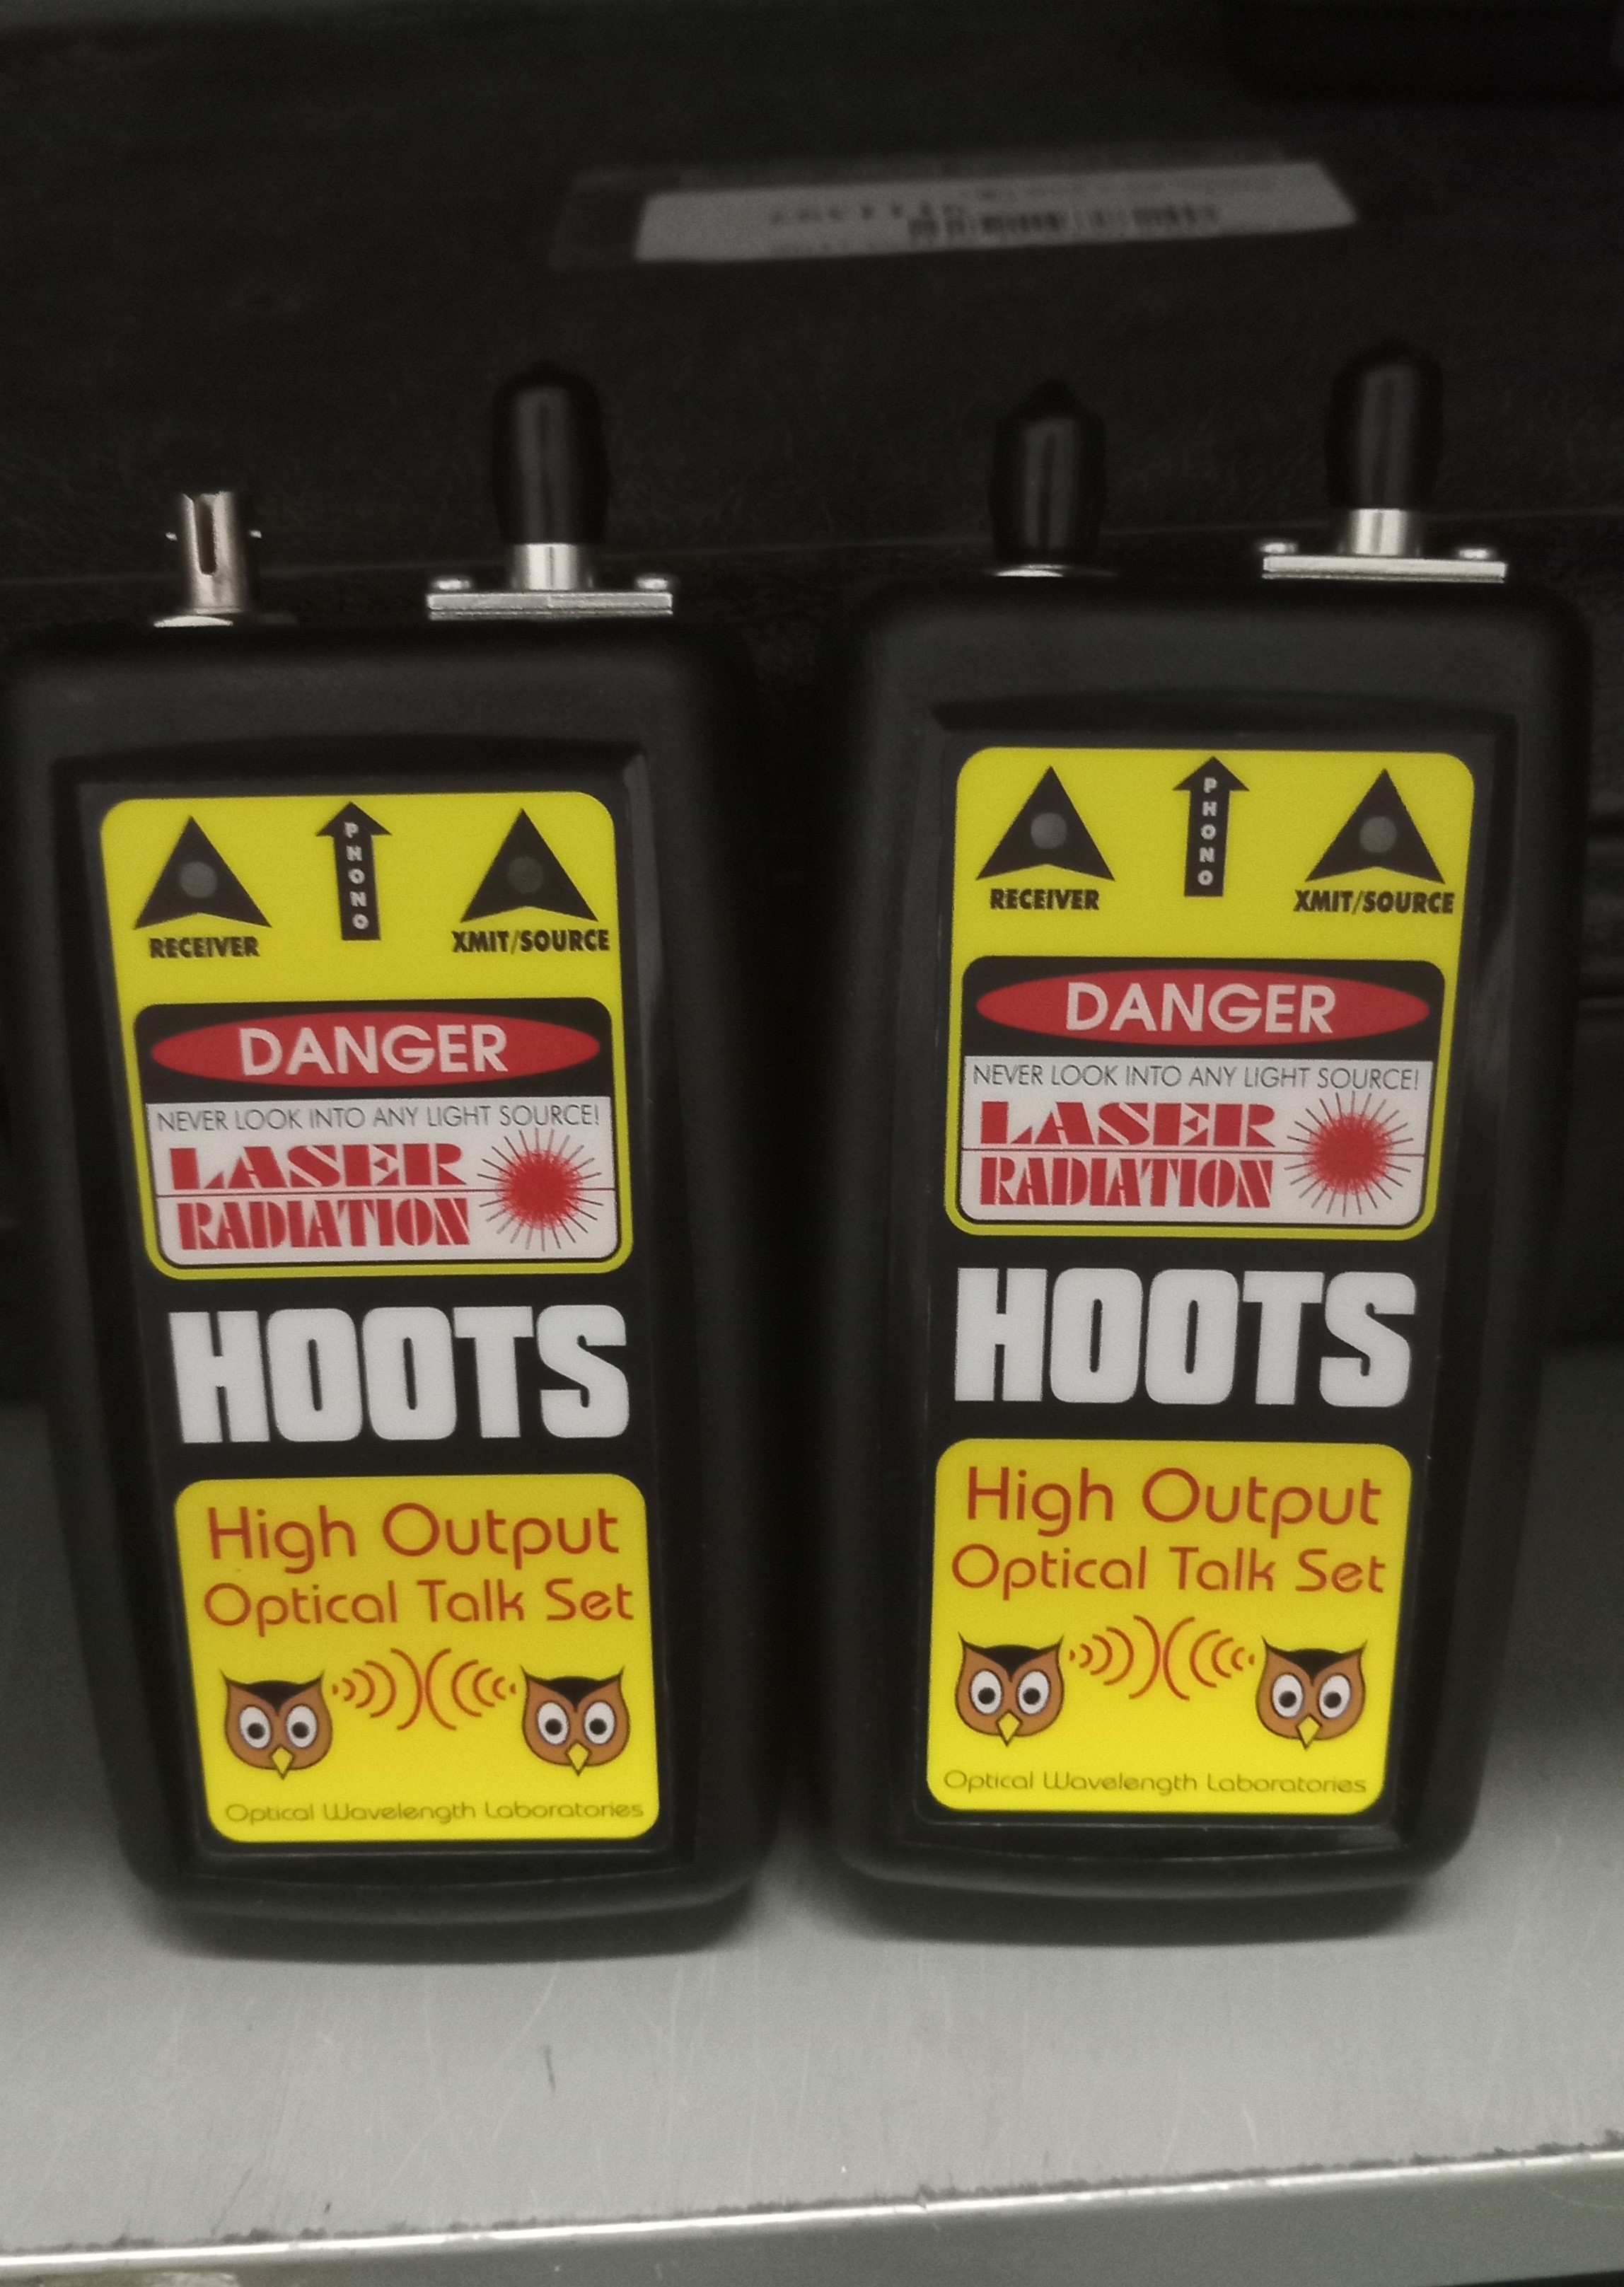 PHONO
RECEIVER
XMIT/SOURCE
DANGER
NEVER LOOK INTO ANY LIGHT SOURCE!
LASER
RADIATION
HOOTS
High Output
Optical Talk Set
Optical Wavelength Laboratories
PHONO
RECEIVER
XMIT/SOURCE
DANGER
NEVER LOOK INTO ANY LIGHT SOURCE!
LASER
RADIATION
HOOTS
High Output
Optical Talk Set
Optical Wavelength Laboratories